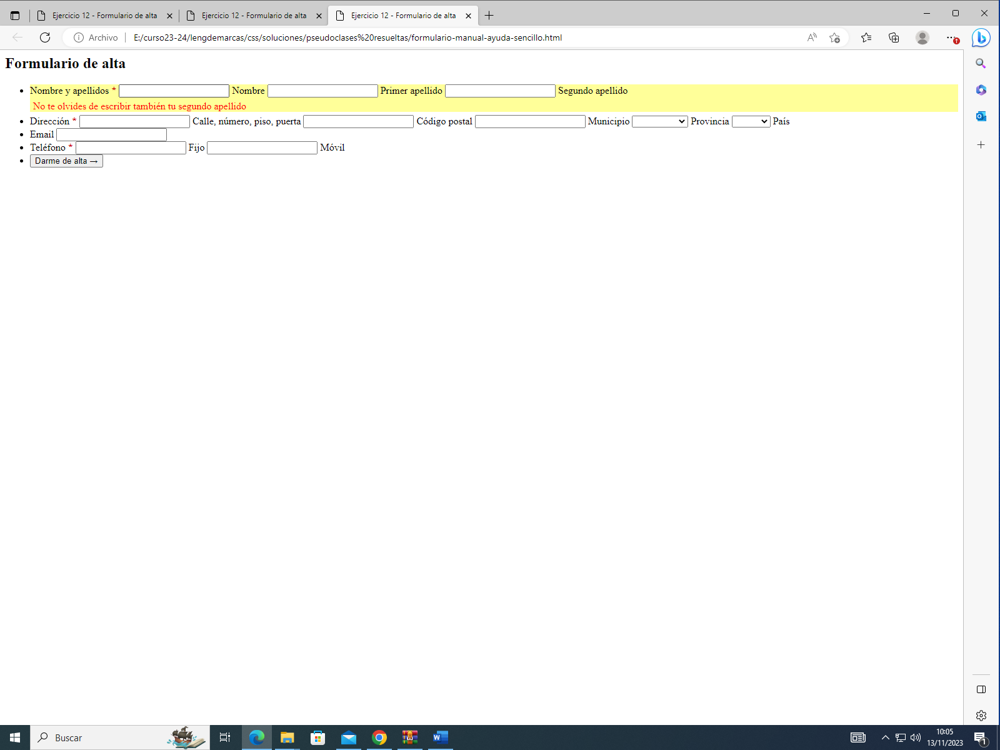 Ejercicio 12 - Formulario de alta
Ejercicio 12 - Formulario de alta
Ejercicio 12 - Formulario de alta
Archivo
E:/curso23-24/lengdemarcas/css/soluciones/pseudoclases%20resueltas/formulario-manual-ayuda-sencillo.html
Formulario de alta
Nombre y apellidos * Nombre Primer apellido Segundo apellido
No te olvides de escribir también tu segundo apellido
Dirección * Calle, número, piso, puerta Código postal Municipio Provincia País
Email
Teléfono * Fijo Móvil
Darme de alta →
Buscar
10:05
13/11/2023
1